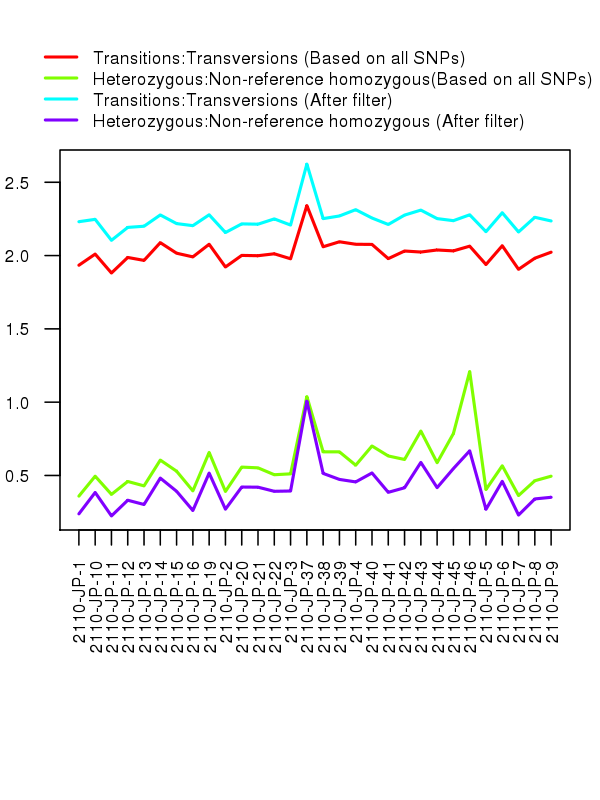 Transitions:Transversions (Based on all SNPs)
Heterozygous:Non-reference homozygous(Based on all SNPs)
Transitions:Transversions (After filter)
Heterozygous:Non-reference homozygous (After filter)
2.5
2.0
1.5
1.0
0.5
2110-JP-1
2110-JP-10
2110-JP-11
2110-JP-12
2110-JP-13
2110-JP-14
2110-JP-15
2110-JP-16
2110-JP-19
2110-JP-2
2110-JP-20
2110-JP-21
2110-JP-22
2110-JP-3
2110-JP-37
2110-JP-38
2110-JP-39
2110-JP-4
2110-JP-40
2110-JP-41
2110-JP-42
2110-JP-43
2110-JP-44
2110-JP-45
2110-JP-46
2110-JP-5
2110-JP-6
2110-JP-7
2110-JP-8
2110-JP-9